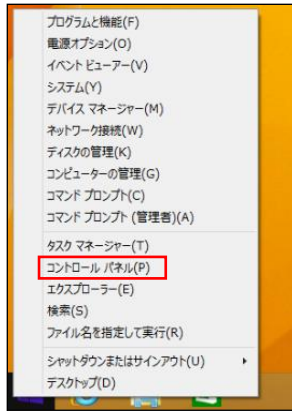 プログラムと機能(F)
電源オプション(O)
イベント ビューアー(V)
システム(Y)
デバイス マネージャー(M)
ネットワーク接続(W)
ディスクの管理(K)
コンピューターの管理(G)
コマンド プロンプト(C)
コマンド プロンプト (管理者)(A)
タスク マネージャー(T)
コントロール パネル(P)
エクスプローラー(E)
検索(S)
ファイル名を指定して実行(R)
シャットダウンまたはサインアウト(U)
デスクトップ(D)